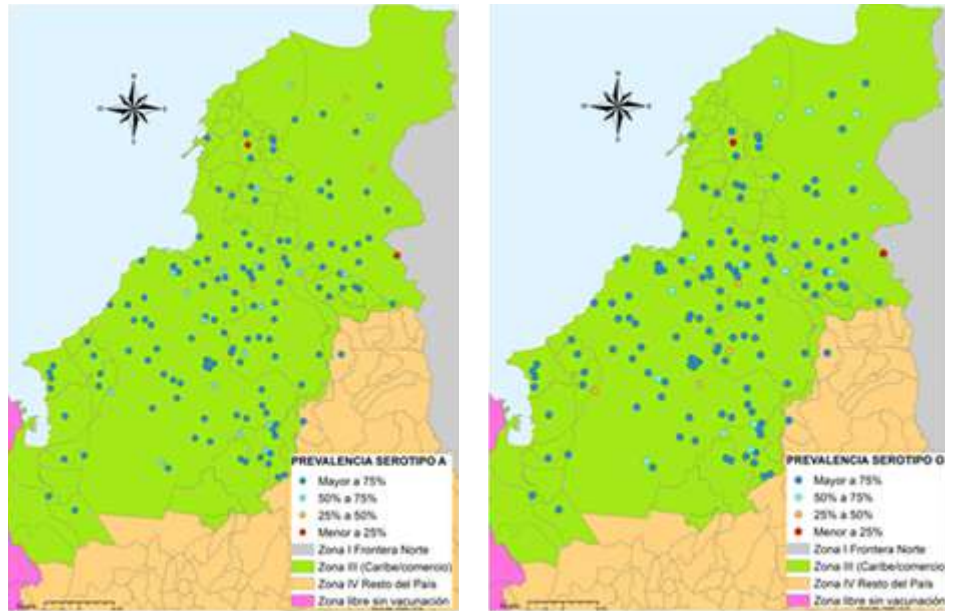 PREVALENCIA SEROTIPO A
Mayor a 75%
50% a 75%
25% a 50%
Menor a 25%
Zona I Frontera Norte
Zona III (Caribe/comercio)
Zona IV Resto del País
Zona libre sin vacunación
PREVALENCIA SEROTIPO O
Mayor a 75%
50% a 75%
25% a 50%
Menor a 25%
Zona I Frontera Norte
Zona III (Caribe/comercio)
Zona IV Resto del País
Zona libre sin vacunación